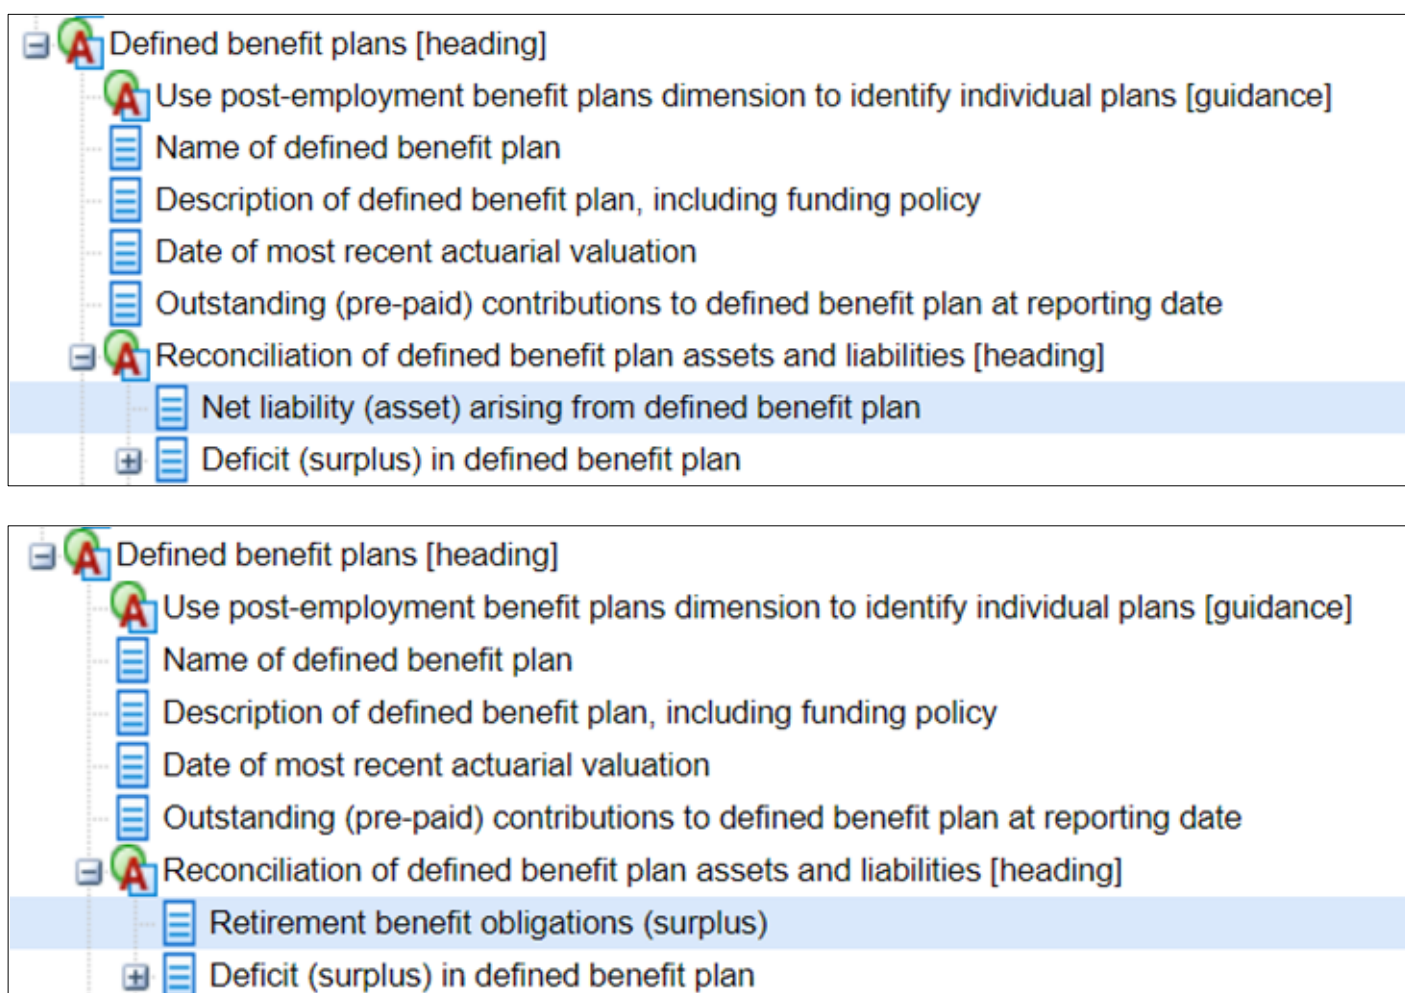 Defined benefit plans [heading]
Use post-employment benefit plans dimension to identify individual plans [guidance]
Name of defined benefit plan
Description of defined benefit plan, including funding policy
Date of most recent actuarial valuation
Outstanding (pre-paid) contributions to defined benefit plan at reporting date
Reconciliation of defined benefit plan assets and liabilities [heading]
Net liability (asset) arising from defined benefit plan
Deficit (surplus) in defined benefit plan
Defined benefit plans [heading]
Use post-employment benefit plans dimension to identify individual plans [guidance]
Name of defined benefit plan
Description of defined benefit plan, including funding policy
Date of most recent actuarial valuation
Outstanding (pre-paid) contributions to defined benefit plan at reporting date
Reconciliation of defined benefit plan assets and liabilities [heading]
Retirement benefit obligations (surplus)
Deficit (surplus) in defined benefit plan